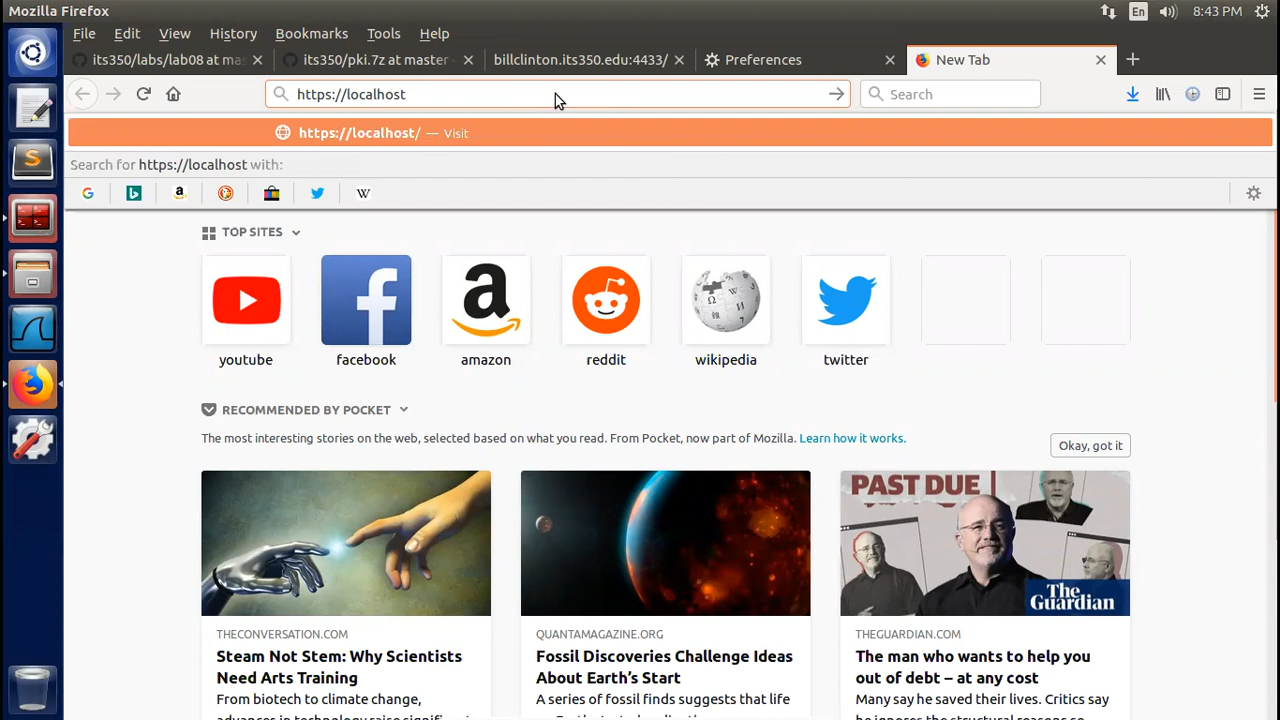 Mozilla Firefox
En
8:43 PM
File Edit View History Bookmarks Tools Help
its350/labs/lab08 at mas
its350/pki.7z at master ·
billclinton.its350.edu:4433/
Preferences
New Tab
https://localhost
Search
https://localhost/ — Visit
Search for https://localhost with:
TOP SITES
youtube
facebook
amazon
reddit
wikipedia
twitter
RECOMMENDED BY POCKET
The most interesting stories on the web, selected based on what you read. From Pocket, now part of Mozilla. Learn how it works.
Okay, got it
PAST DUE
The Guardian
THECONVERSATION.COM
Steam Not Stem: Why Scientists
Need Arts Training
From biotech to climate change,
QUANTAMAGAZINE.ORG
Fossil Discoveries Challenge Ideas
About Earth's Start
A series of fossil finds suggests that life
THEGUARDIAN.COM
The man who wants to help you
out of debt – at any cost
Many say he saved their lives. Critics say